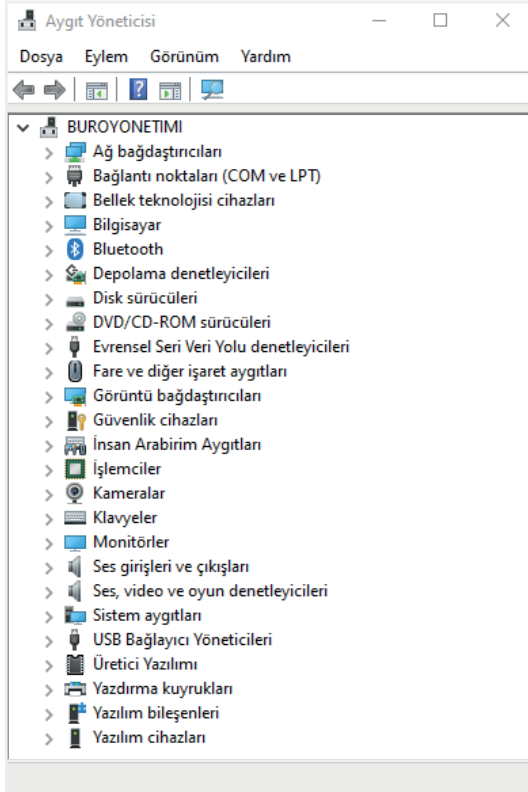 Aygıt Yöneticisi
Dosya Eylem Görünüm Yardım
BUROYONETIMI
Ağ bağdaştırıcıları
Bağlantı noktaları (COM ve LPT)
Bellek teknolojisi cihazları
Bilgisayar
Bluetooth
Depolama denetleyicileri
Disk sürücüleri
DVD/CD-ROM sürücüleri
Evrensel Seri Veri Yolu denetleyicileri
Fare ve diğer işaret aygıtları
Görüntü bağdaştırıcıları
Güvenlik cihazları
İnsan Arabirim Aygıtları
İşlemciler
Kameralar
Klavyeler
Monitörler
Ses girişleri ve çıkışları
Ses, video ve oyun denetleyicileri
Sistem aygıtları
USB Bağlayıcı Yöneticileri
Üretici Yazılımı
Yazdırma kuyrukları
Yazılım bileşenleri
Yazılım cihazları